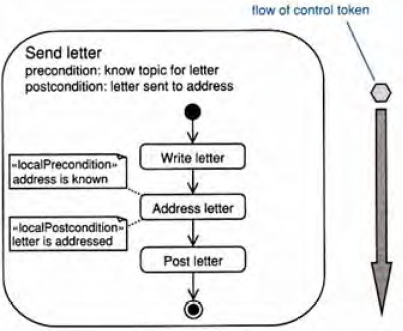 flow of control token
Send letter
precondition: know topic for letter
postcondition: letter sent to address
Write letter
«localPrecondition»
address is known
Address letter
«localPostcondition»
letter is addressed
Post letter